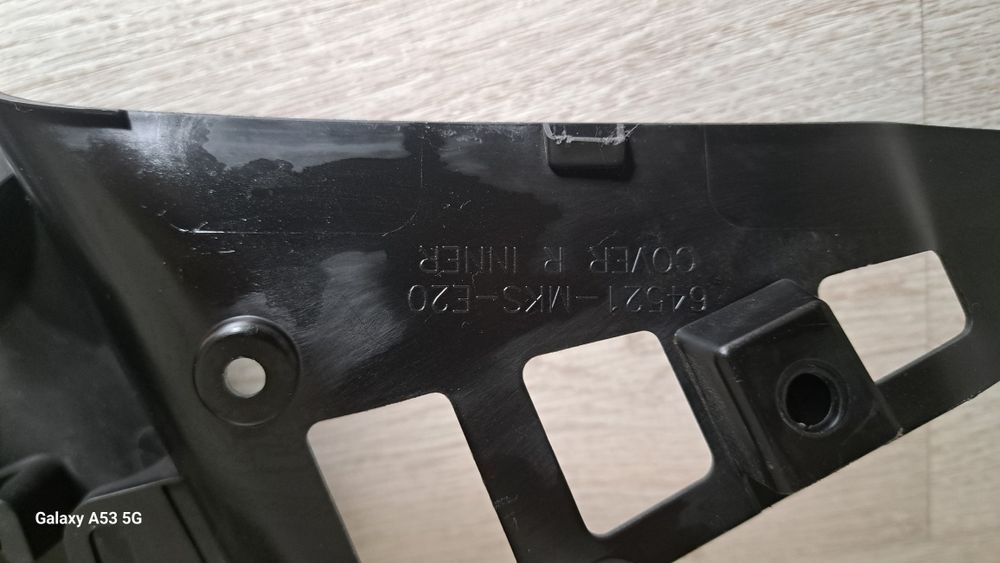 64521-MKS-E20
COVER R INNER
Galaxy A53 5G